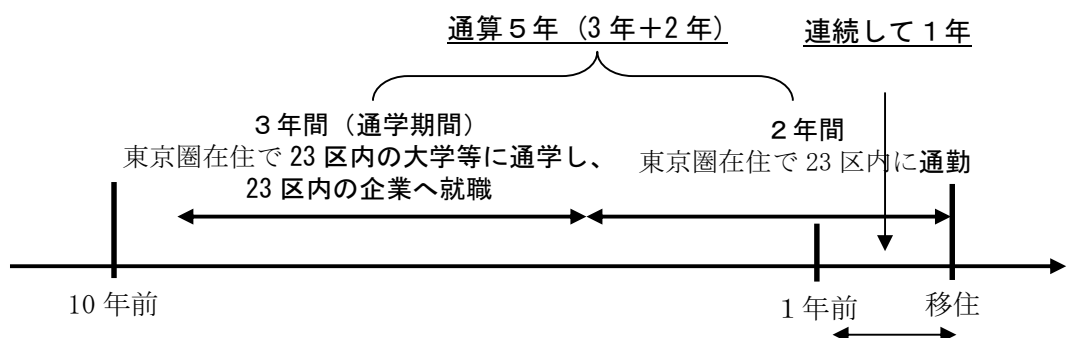 通算５年（3 年＋2 年）
連続して１年
３年間（通学期間）
東京圏在住で 23 区内の大学等に通学し、
23 区内の企業へ就職
２年間
東京圏在住で 23 区内に通勤
10 年前
１年前
移住